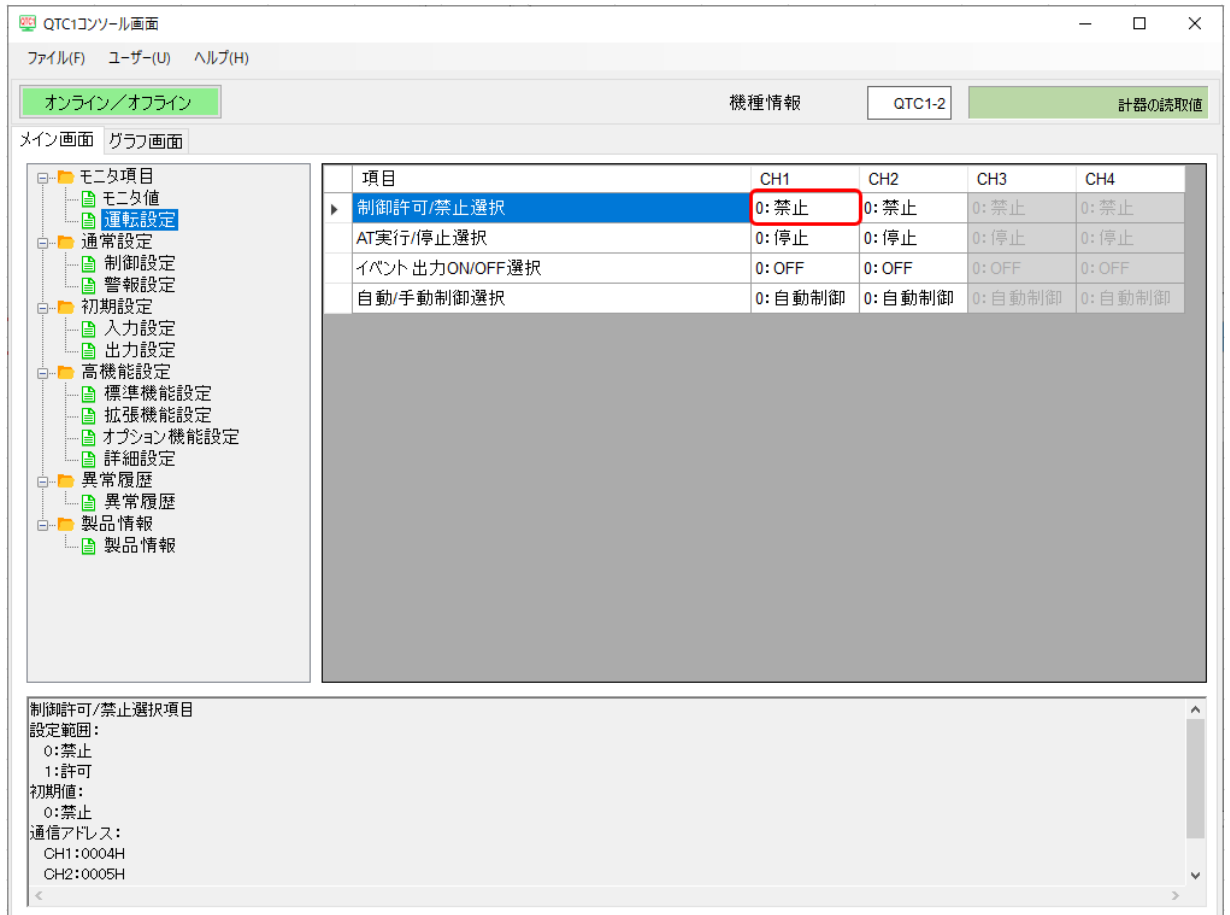 QTC1コンソール画面
ファイル(F) ユーザー(U) ヘルプ(H)
オンライン／オフライン 機種情報 QTC1-2 計器の読取値
メイン画面 グラフ画面
モニタ項目
モニタ値
運転設定
通常設定
制御設定
警報設定
初期設定
入力設定
出力設定
高機能設定
標準機能設定
拡張機能設定
オプション機能設定
詳細設定
異常履歴
異常履歴
製品情報
製品情報
項目 CH1 CH2 CH3 CH4
制御許可/禁止選択 0:禁止 0:禁止 0:禁止 0:禁止
AT実行/停止選択 0:停止 0:停止 0:停止 0:停止
イベント出力ON/OFF選択 0:OFF 0:OFF 0:OFF 0:OFF
自動/手動制御選択 0:自動制御 0:自動制御 0:自動制御 0:自動制御
制御許可/禁止選択項目
設定範囲:
0:禁止
1:許可
初期値:
0:禁止
通信アドレス:
CH1:0004H
CH2:0005H